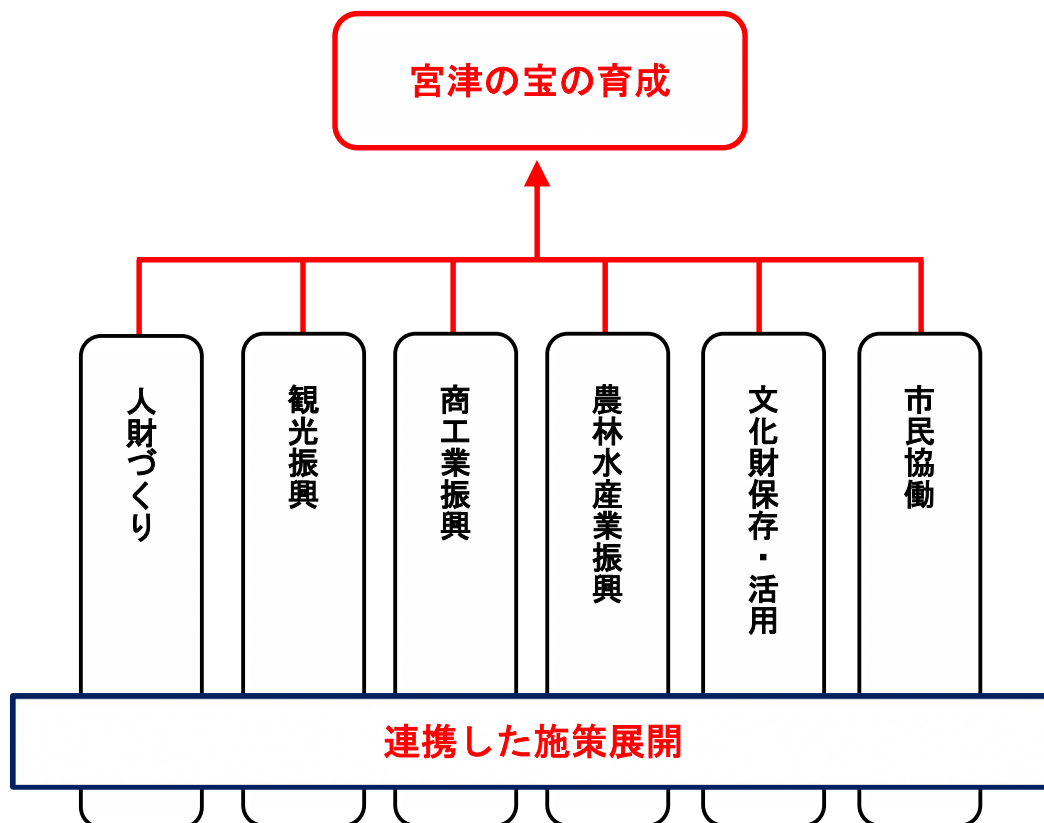 宮津の宝の育成
人財づくり
観光振興
商工業振興
農林水産業振興
文化財保存・活用
市民協働
連携した施策展開